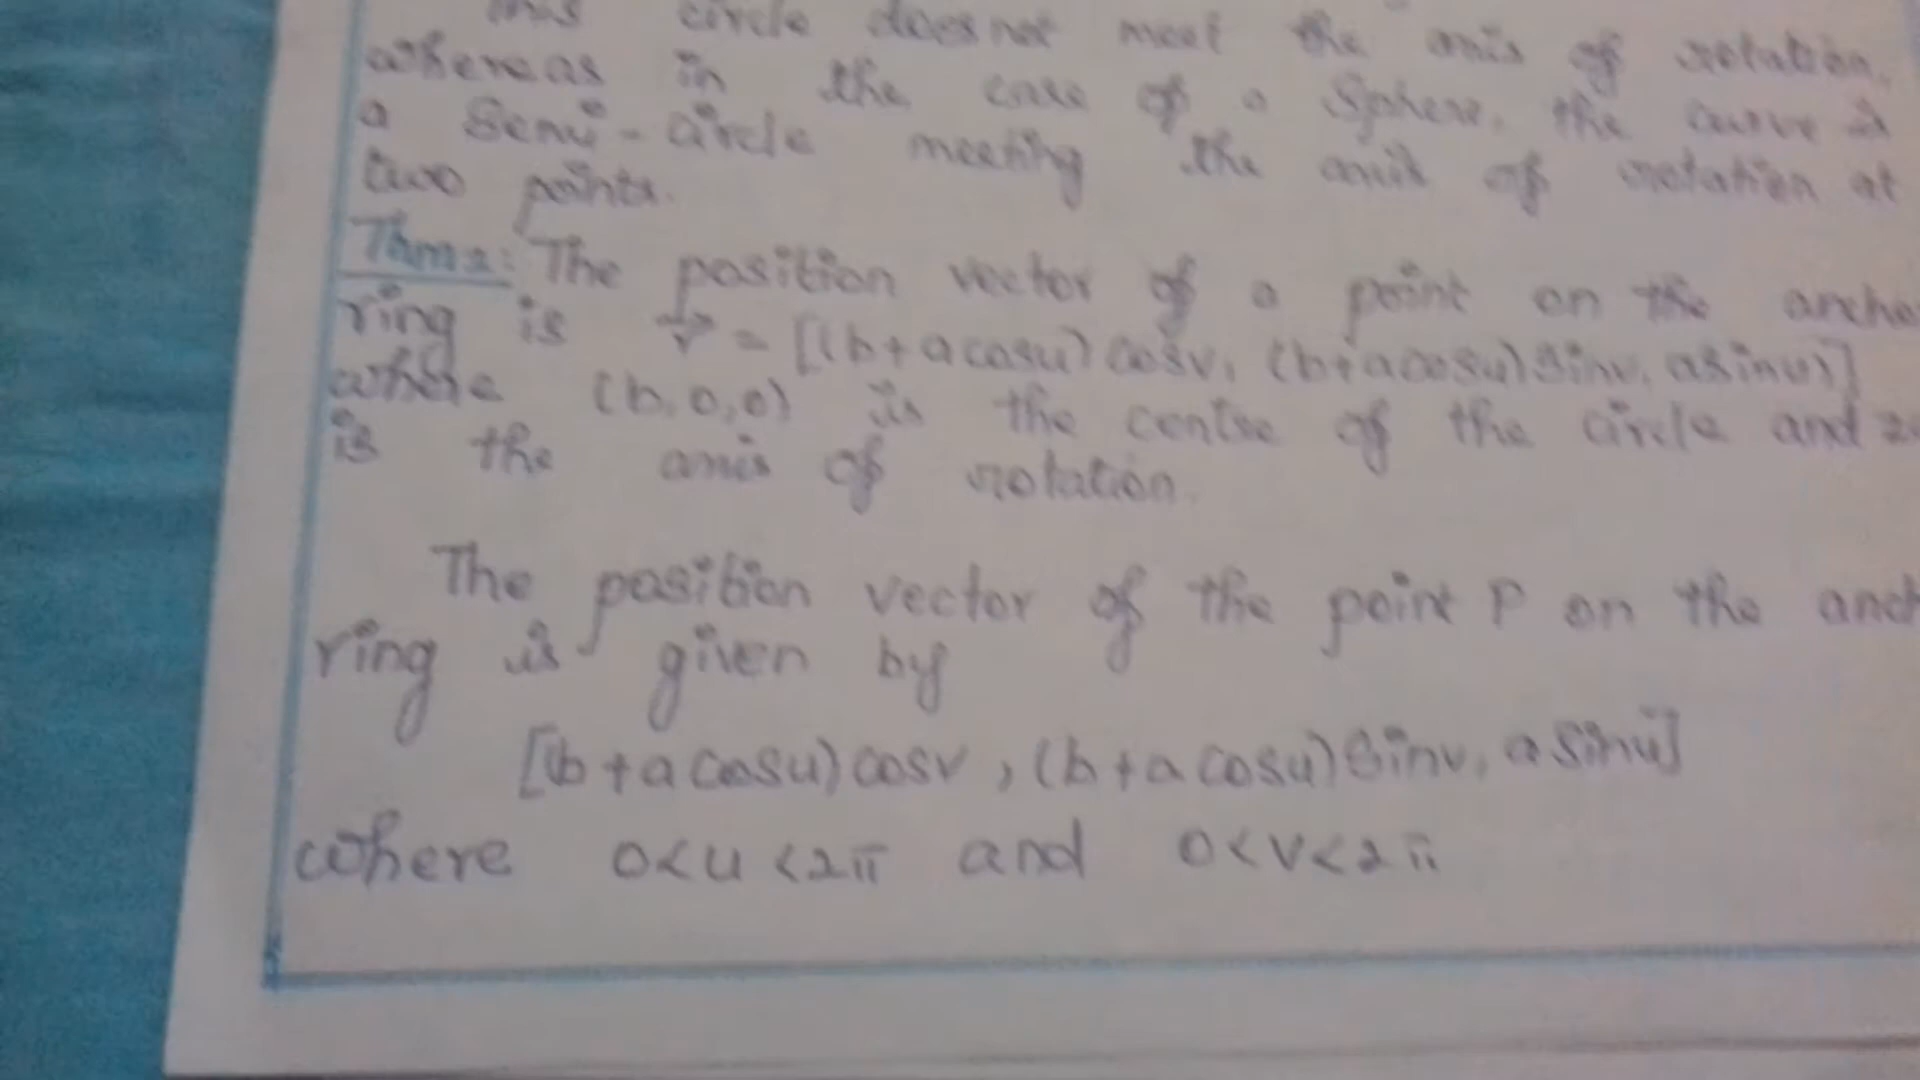 This circle does not meet the axis of rotation,
whereas in the case of a Sphere, the curve is
a Semi-circle meeting the axis of rotation at
two points.
Thm 2: The position vector of a point on the ancho
ring is r⃗ = [(b+a cosu) cosv, (b+a cosu) sinv, a sinu)]
where (b,0,0) is the centre of the circle and z
is the axis of rotation.
The position vector of the point P on the anch
ring is given by
[(b+a cosu) cosv, (b+a cosu) sinv, a sinu]
where 0<u<2π and 0<v<2π